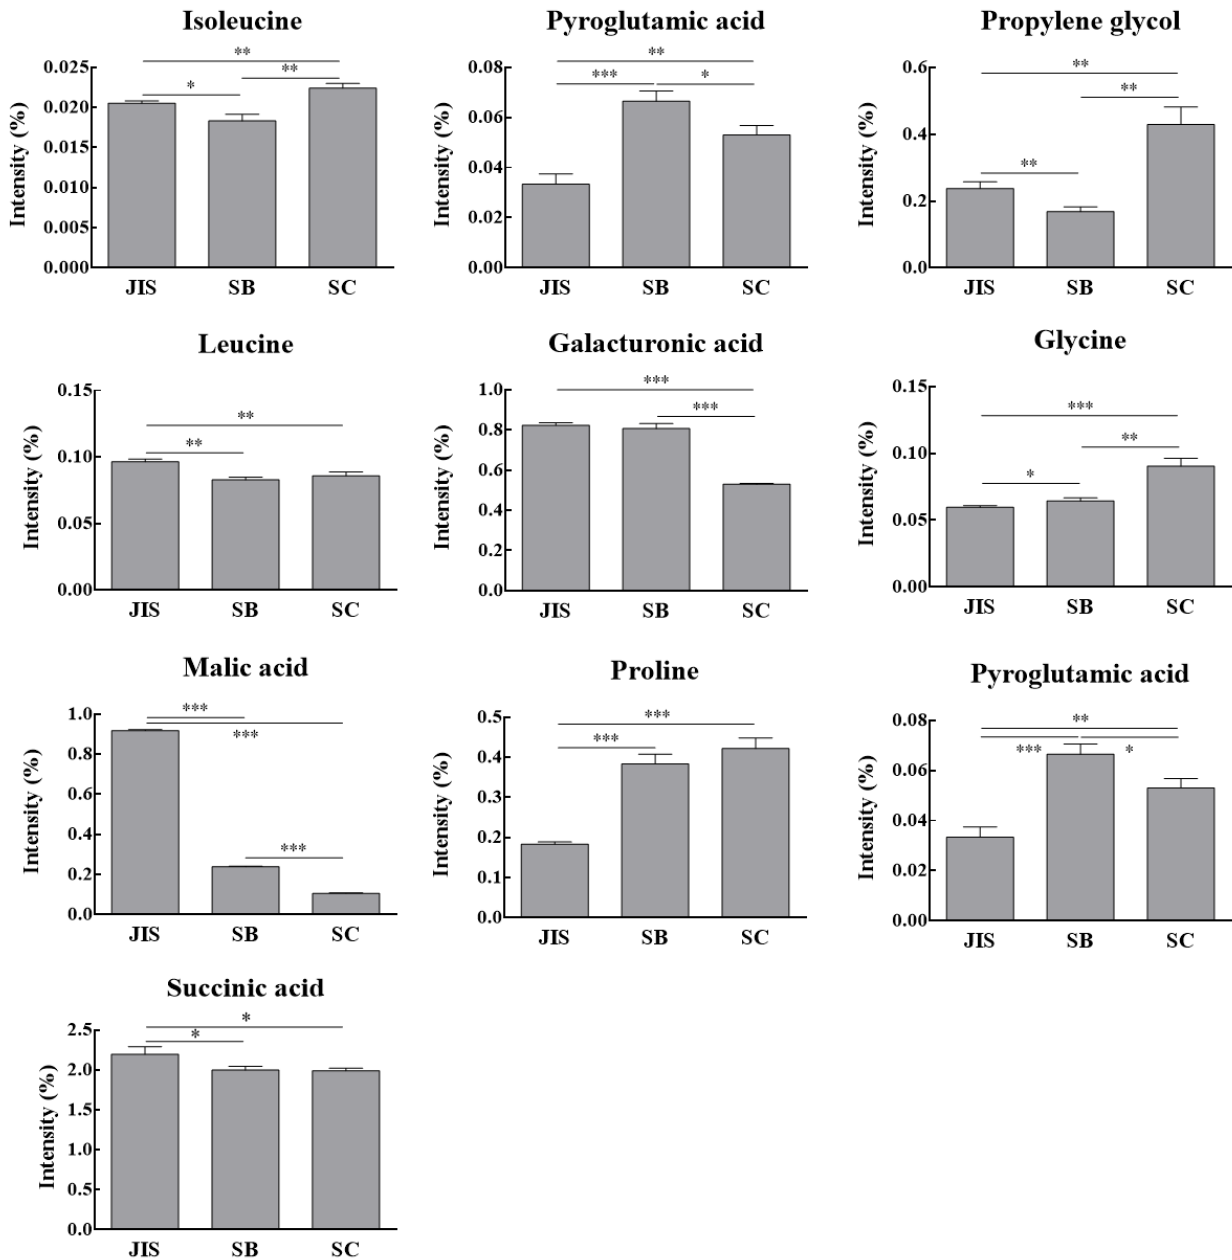 Isoleucine
Intensity (%)
0.025
0.020
0.015
0.010
0.005
0.000
**
*
**
JIS SB SC
Pyroglutamic acid
Intensity (%)
0.08
0.06
0.04
0.02
0.00
**
***
*
JIS SB SC
Propylene glycol
Intensity (%)
0.6
0.4
0.2
0.0
**
**
**
JIS SB SC
Leucine
Intensity (%)
0.15
0.10
0.05
0.00
**
**
JIS SB SC
Galacturonic acid
Intensity (%)
1.0
0.8
0.6
0.4
0.2
0.0
***
***
JIS SB SC
Glycine
Intensity (%)
0.15
0.10
0.05
0.00
***
**
*
JIS SB SC
Malic acid
Intensity (%)
1.0
0.8
0.6
0.4
0.2
0.0
***
***
***
JIS SB SC
Proline
Intensity (%)
0.5
0.4
0.3
0.2
0.1
0.0
***
***
JIS SB SC
Pyroglutamic acid
Intensity (%)
0.08
0.06
0.04
0.02
0.00
**
***
*
JIS SB SC
Succinic acid
Intensity (%)
2.5
2.0
1.5
1.0
0.5
0.0
*
*
JIS SB SC